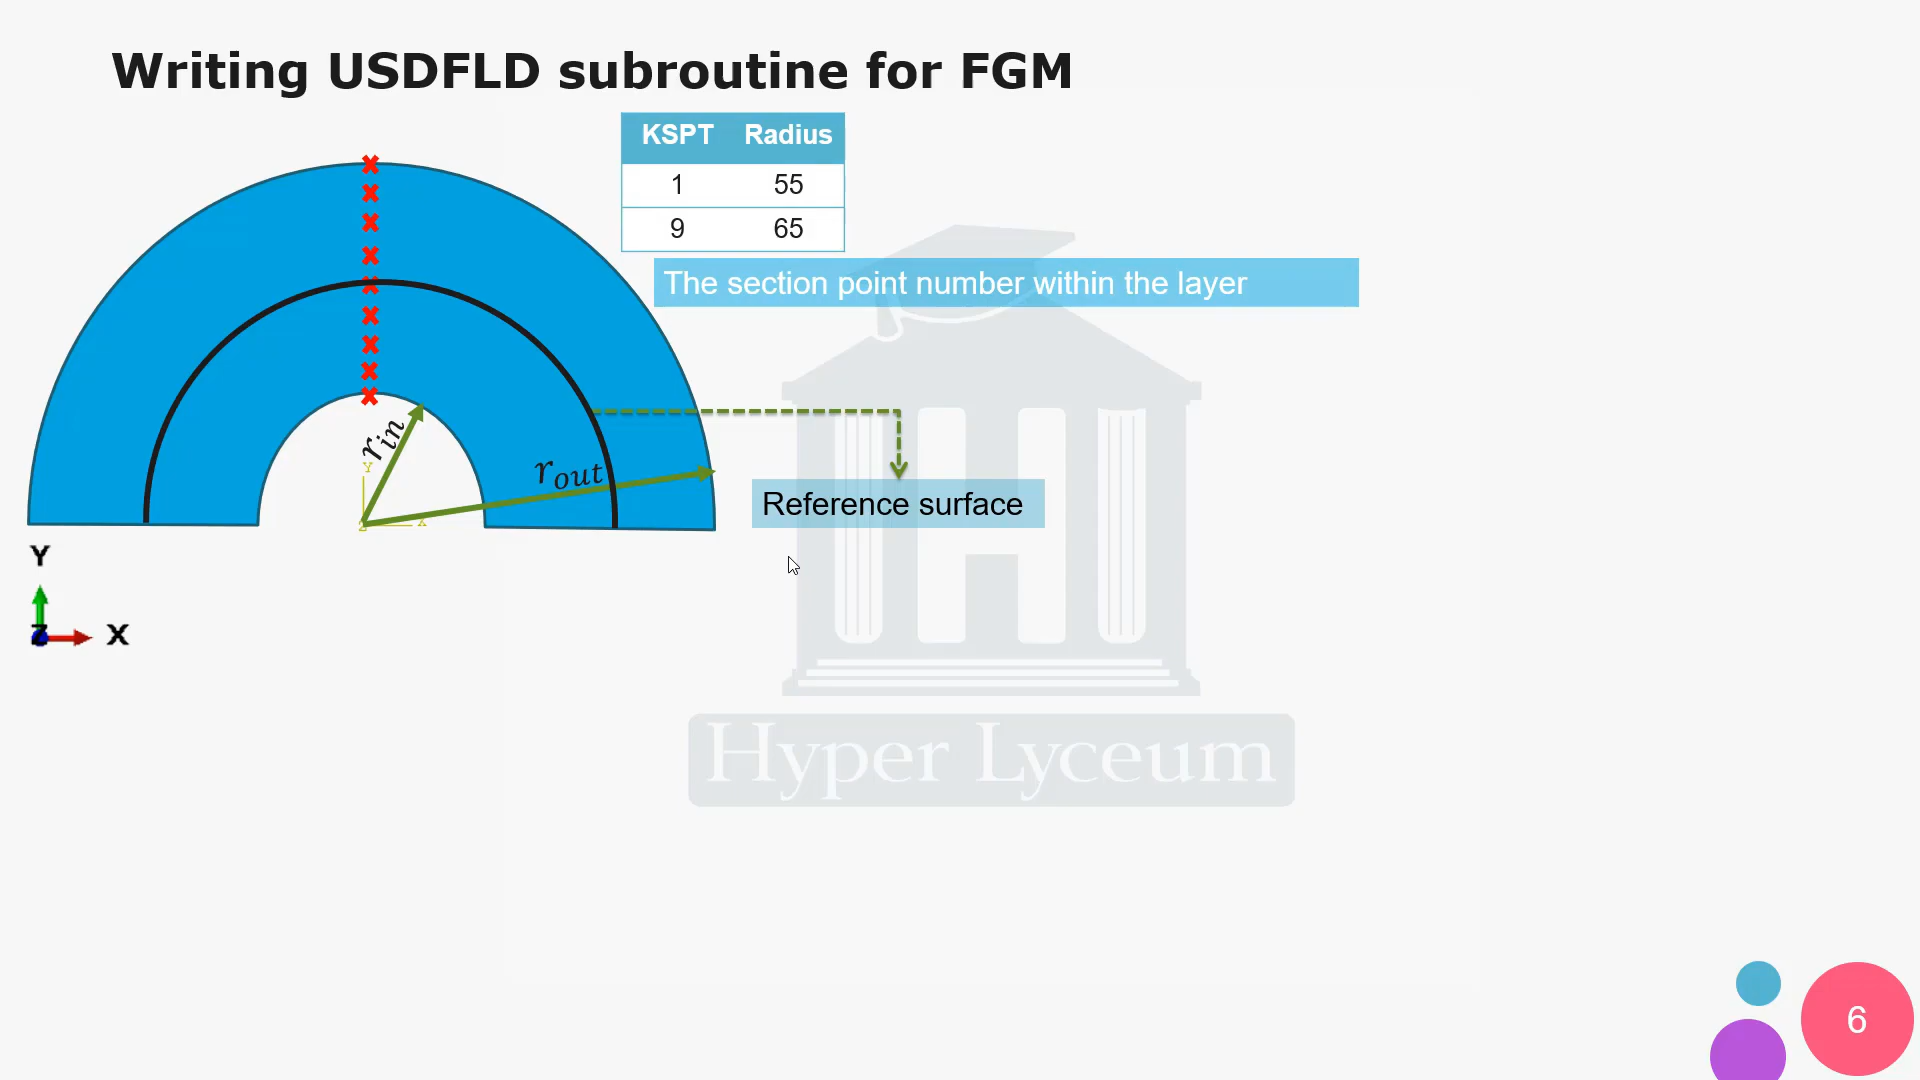 Writing USDFLD subroutine for FGM
KSPT Radius
1 55
9 65
The section point number within the layer
r_in
r_out
Y
X
Z
Reference surface
Y
Z X
Hyper Lyceum
6